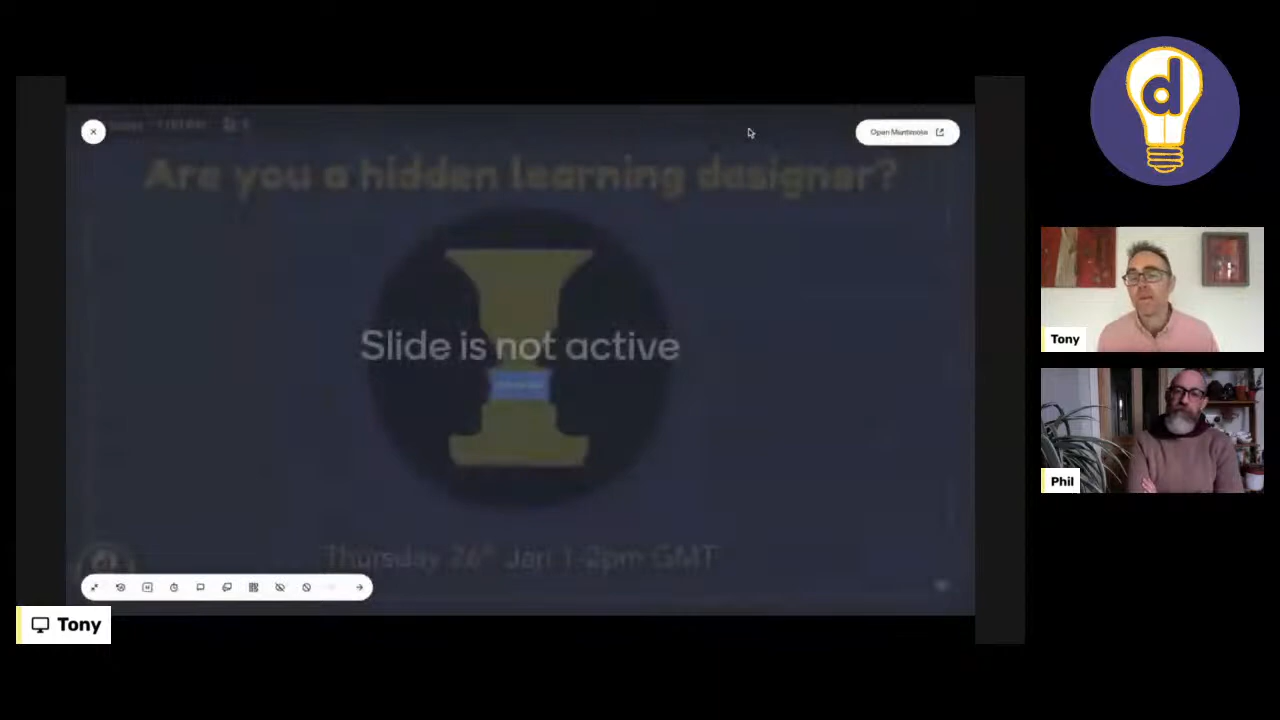 Open Mentimeter
Are you a hidden learning designer?
Slide is not active
Thursday 26th Jan 1-2pm GMT
Tony
Tony
Phil
d